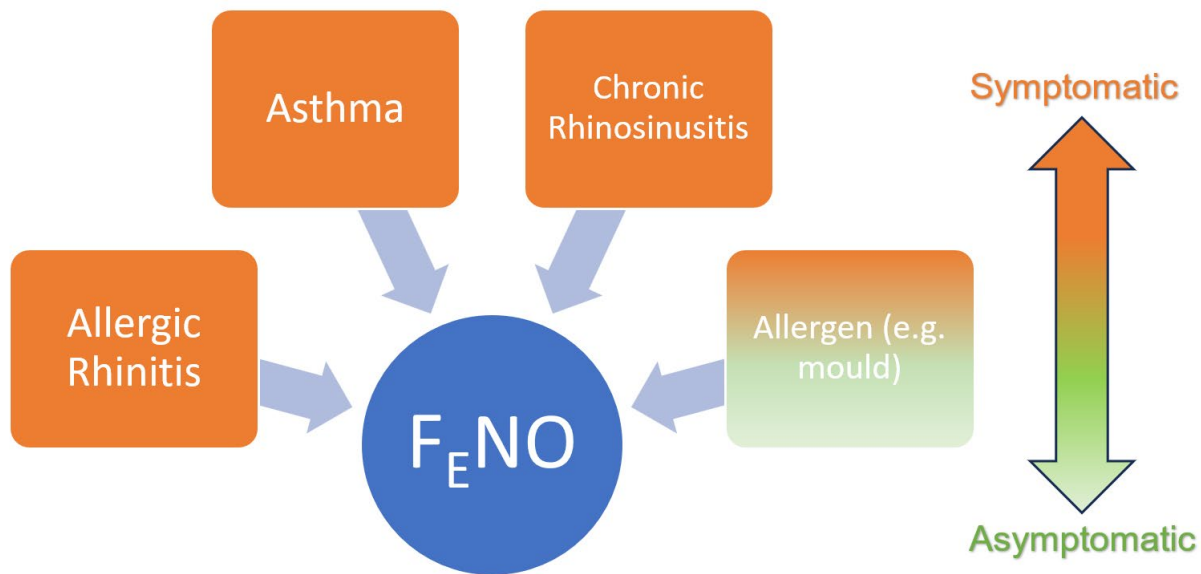 Asthma
Chronic
Rhinosinusitis
Symptomatic
Allergic
Rhinitis
Allergen (e.g.
mould)
FENO
Asymptomatic